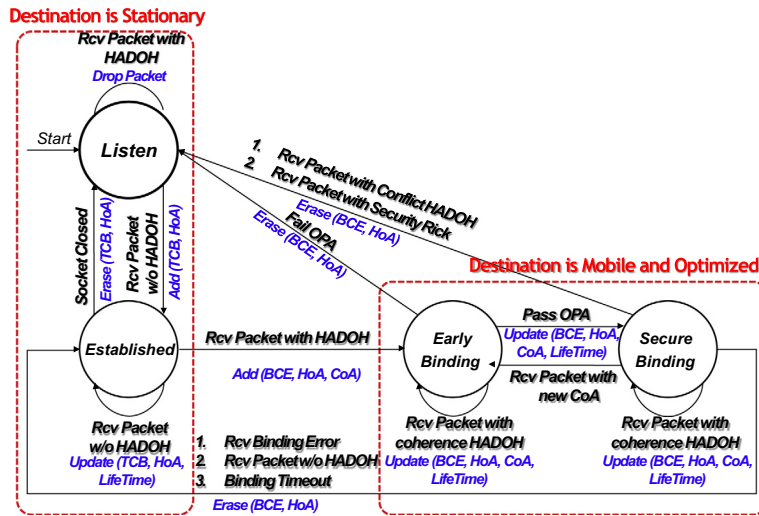 Destination is Stationary
Rcv Packet with
HADOH
Drop Packet
Start
Listen
1. Rcv Packet with Conflict HADOH
2. Rcv Packet with Security Rick
Erase (BCE, HoA)
Fail OPA
Erase (BCE, HoA)
Socket Closed
Erase (TCB, HoA)
Rcv Packet
w/o HADOH
Add (TCB, HoA)
Destination is Mobile and Optimized
Established
Rcv Packet with HADOH
Add (BCE, HoA, CoA)
Early
Binding
Pass OPA
Update (BCE, HoA,
CoA, LifeTime)
Rcv Packet with
new CoA
Secure
Binding
Rcv Packet
w/o HADOH
Update (TCB, HoA,
LifeTime)
1. Rcv Binding Error
2. Rcv Packet w/o HADOH
3. Binding Timeout
Erase (BCE, HoA)
Rcv Packet with
coherence HADOH
Update (BCE, HoA, CoA,
LifeTime)
Rcv Packet with
coherence HADOH
Update (BCE, HoA, CoA,
LifeTime)